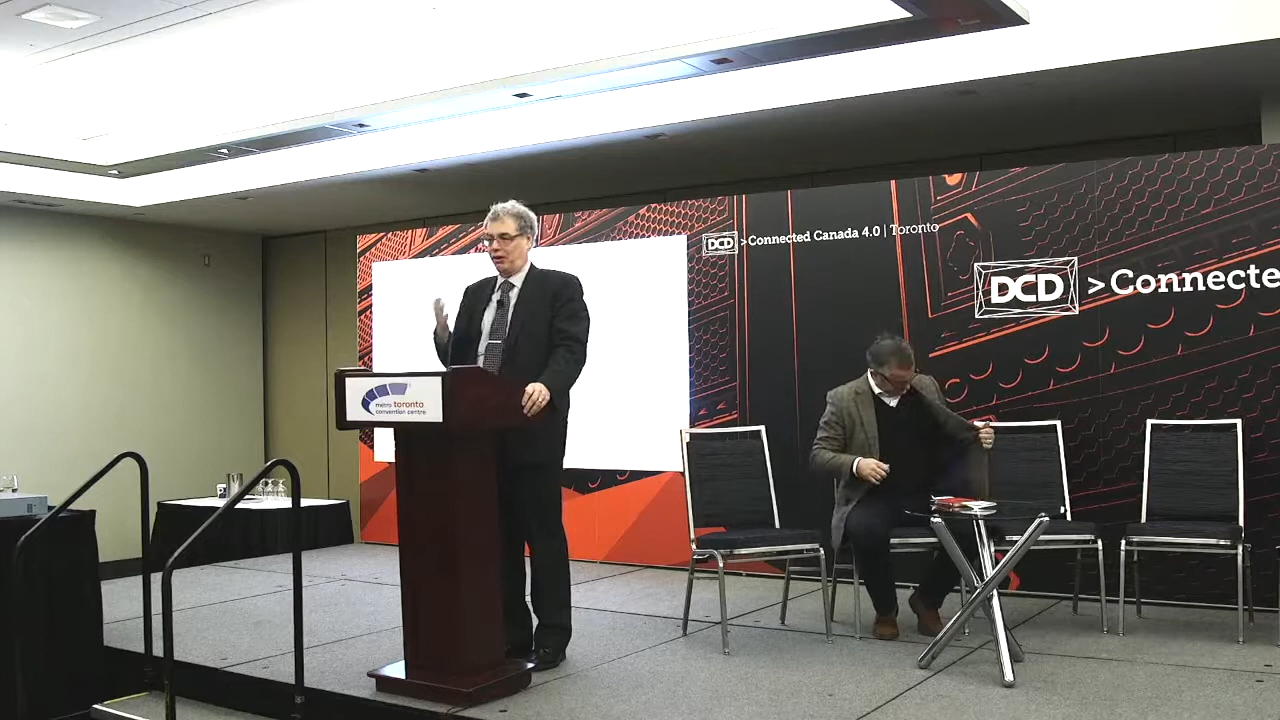 DCD >Connected Canada 4.0 | Toronto
DCD >Connecte
metro toronto
convention centre